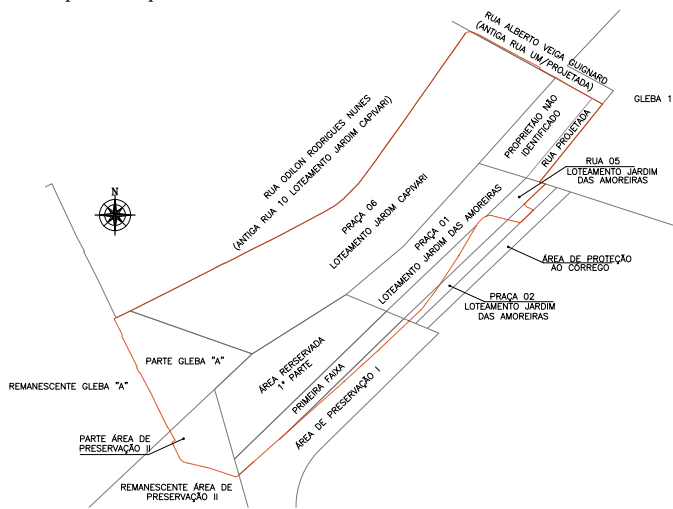 RUA ALBERTO VEIGA GUIGNARD
(ANTIGA RUA UM/PROJETADA)
GLEBA 1
PROPRIETÁIO NÃO
IDENTIFICADO
RUA PROJETADA
RUA ODILON RODRIGUES NUNES
(ANTIGA RUA 10 LOTEAMENTO JARDIM CAPIVARI)
RUA 05
LOTEAMENTO JARDIM
DAS AMOREIRAS
N
PRAÇA 06
LOTEAMENTO JARDM CAPIVARI
PRAÇA 01
LOTEAMENTO JARDIM DAS AMOREIRAS
ÁREA DE PROTEÇÃO
AO CÓRREGO
PRAÇA 02
LOTEAMENTO JARDIM
DAS AMOREIRAS
PARTE GLEBA "A"
REMANESCENTE GLEBA "A"
ÁREA RERSERVADA
1ª PARTE
PRIMEIRA FAIXA
ÁREA DE PRESERVAÇÃO I
PARTE ÁREA DE
PRESERVAÇÃO II
REMANESCENTE ÁREA DE
PRESERVAÇÃO II